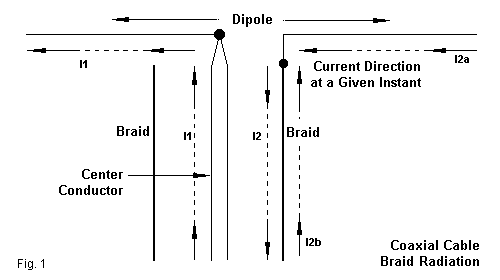 Dipole
I1
I2a
Current Direction
at a Given Instant
Braid
I1
I2
Braid
Center
Conductor
I2b
Coaxial Cable
Braid Radiation
Fig. 1